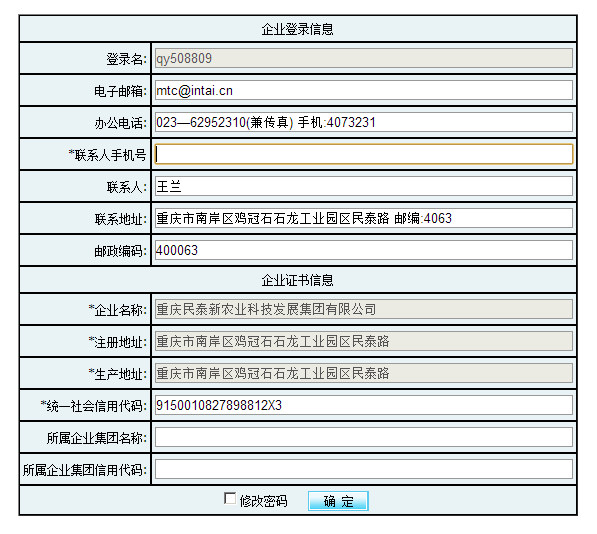 企业登录信息
登录名: qy508809
电子邮箱: mtc@intai.cn
办公电话: 023—62952310(兼传真) 手机:4073231
*联系人手机号
联系人: 王兰
联系地址: 重庆市南岸区鸡冠石石龙工业园区民泰路 邮编:4063
邮政编码: 400063
企业证书信息
*企业名称: 重庆民泰新农业科技发展集团有限公司
*注册地址: 重庆市南岸区鸡冠石石龙工业园区民泰路
*生产地址: 重庆市南岸区鸡冠石石龙工业园区民泰路
*统一社会信用代码: 9150010827898812X3
所属企业集团名称:
所属企业集团信用代码:
修改密码 确 定